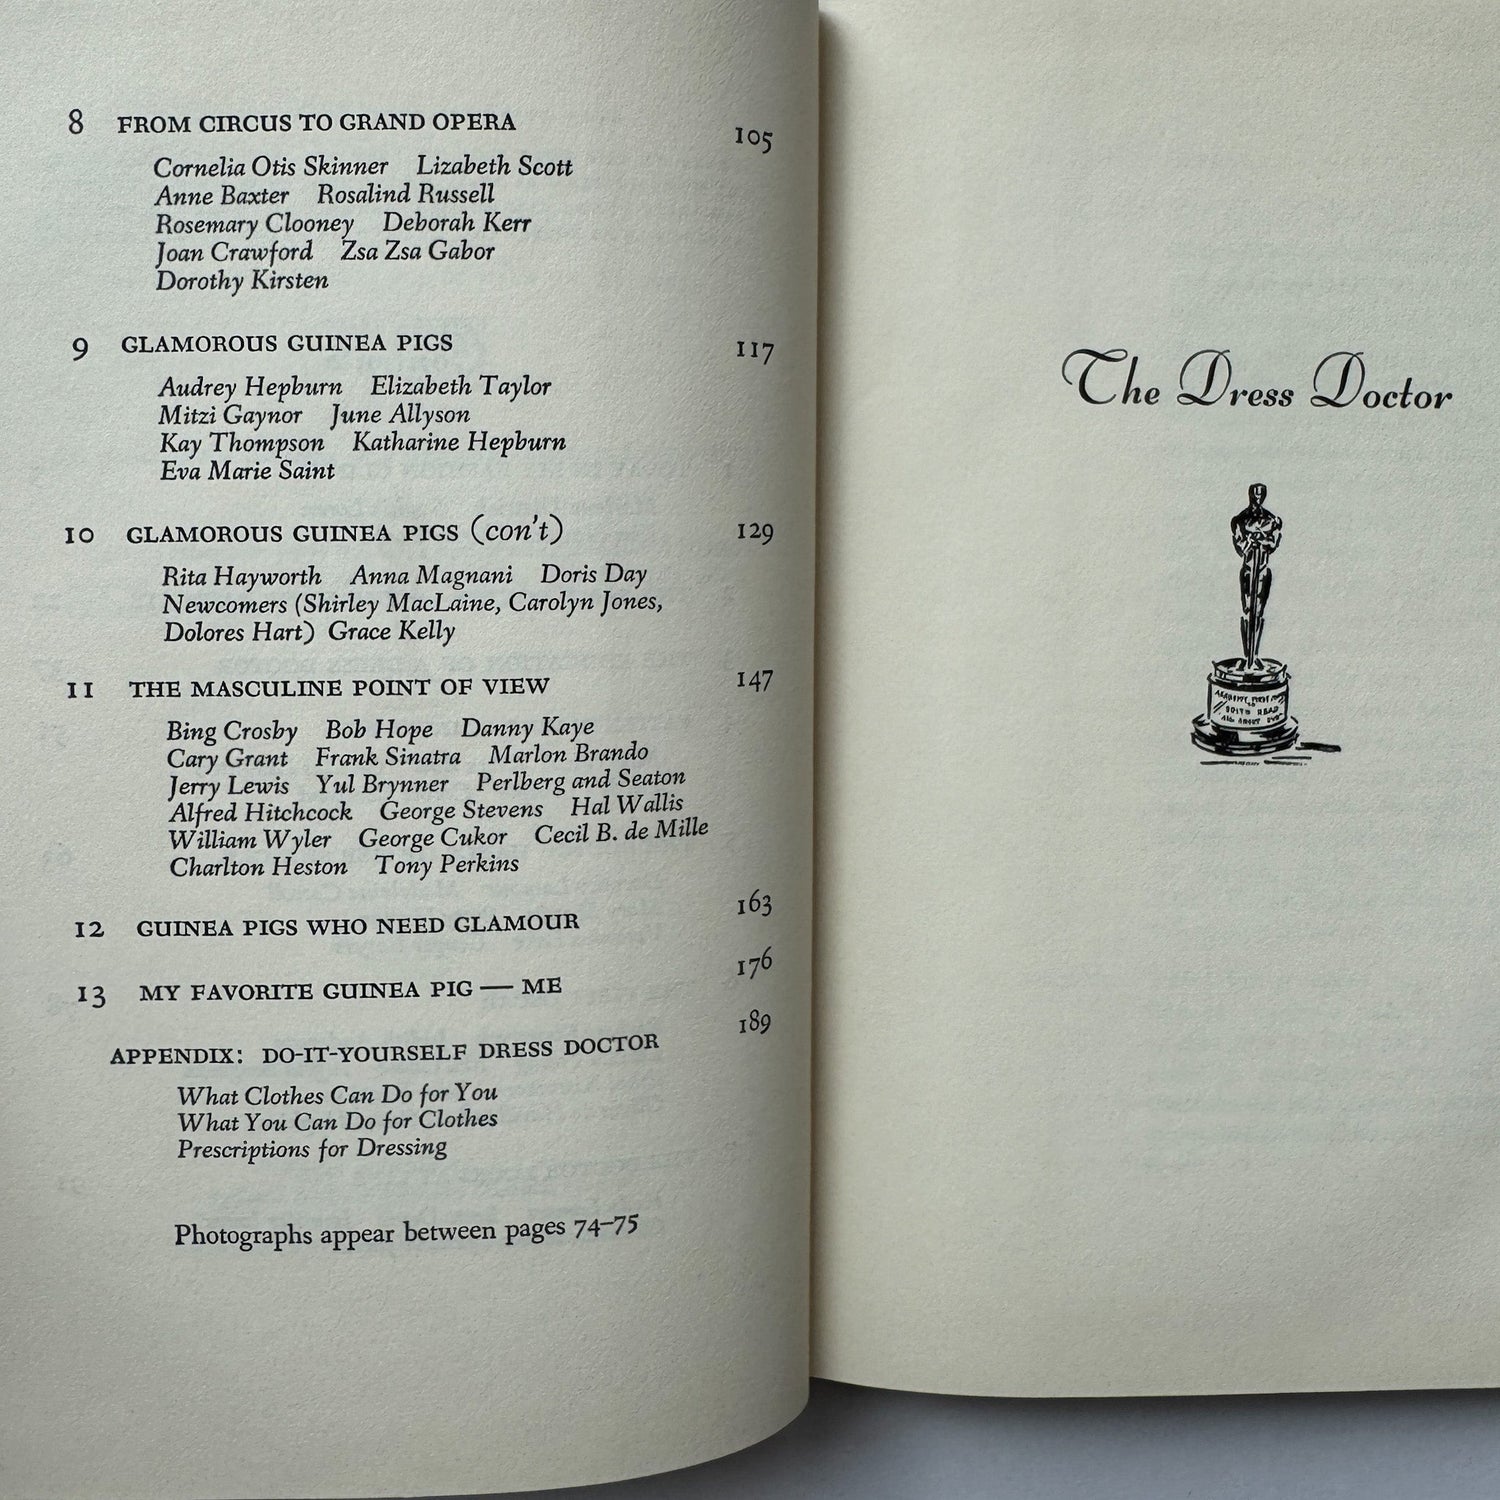 8 FROM CIRCUS TO GRAND OPERA 105
Cornelia Otis Skinner Lizabeth Scott
Anne Baxter Rosalind Russell
Rosemary Clooney Deborah Kerr
Joan Crawford Zsa Zsa Gabor
Dorothy Kirsten
9 GLAMOROUS GUINEA PIGS 117
Audrey Hepburn Elizabeth Taylor
Mitzi Gaynor June Allyson
Kay Thompson Katharine Hepburn
Eva Marie Saint
10 GLAMOROUS GUINEA PIGS (con't) 129
Rita Hayworth Anna Magnani Doris Day
Newcomers (Shirley MacLaine, Carolyn Jones,
Dolores Hart) Grace Kelly
11 THE MASCULINE POINT OF VIEW 147
Bing Crosby Bob Hope Danny Kaye
Cary Grant Frank Sinatra Marlon Brando
Jerry Lewis Yul Brynner Perlberg and Seaton
Alfred Hitchcock George Stevens Hal Wallis
William Wyler George Cukor Cecil B. de Mille
Charlton Heston Tony Perkins
12 GUINEA PIGS WHO NEED GLAMOUR 163
13 MY FAVORITE GUINEA PIG — ME 176
APPENDIX: DO-IT-YOURSELF DRESS DOCTOR 189
What Clothes Can Do for You
What You Can Do for Clothes
Prescriptions for Dressing
Photographs appear between pages 74–75
The Dress Doctor
EDITH HEAD
"ALL ABOUT EVE"